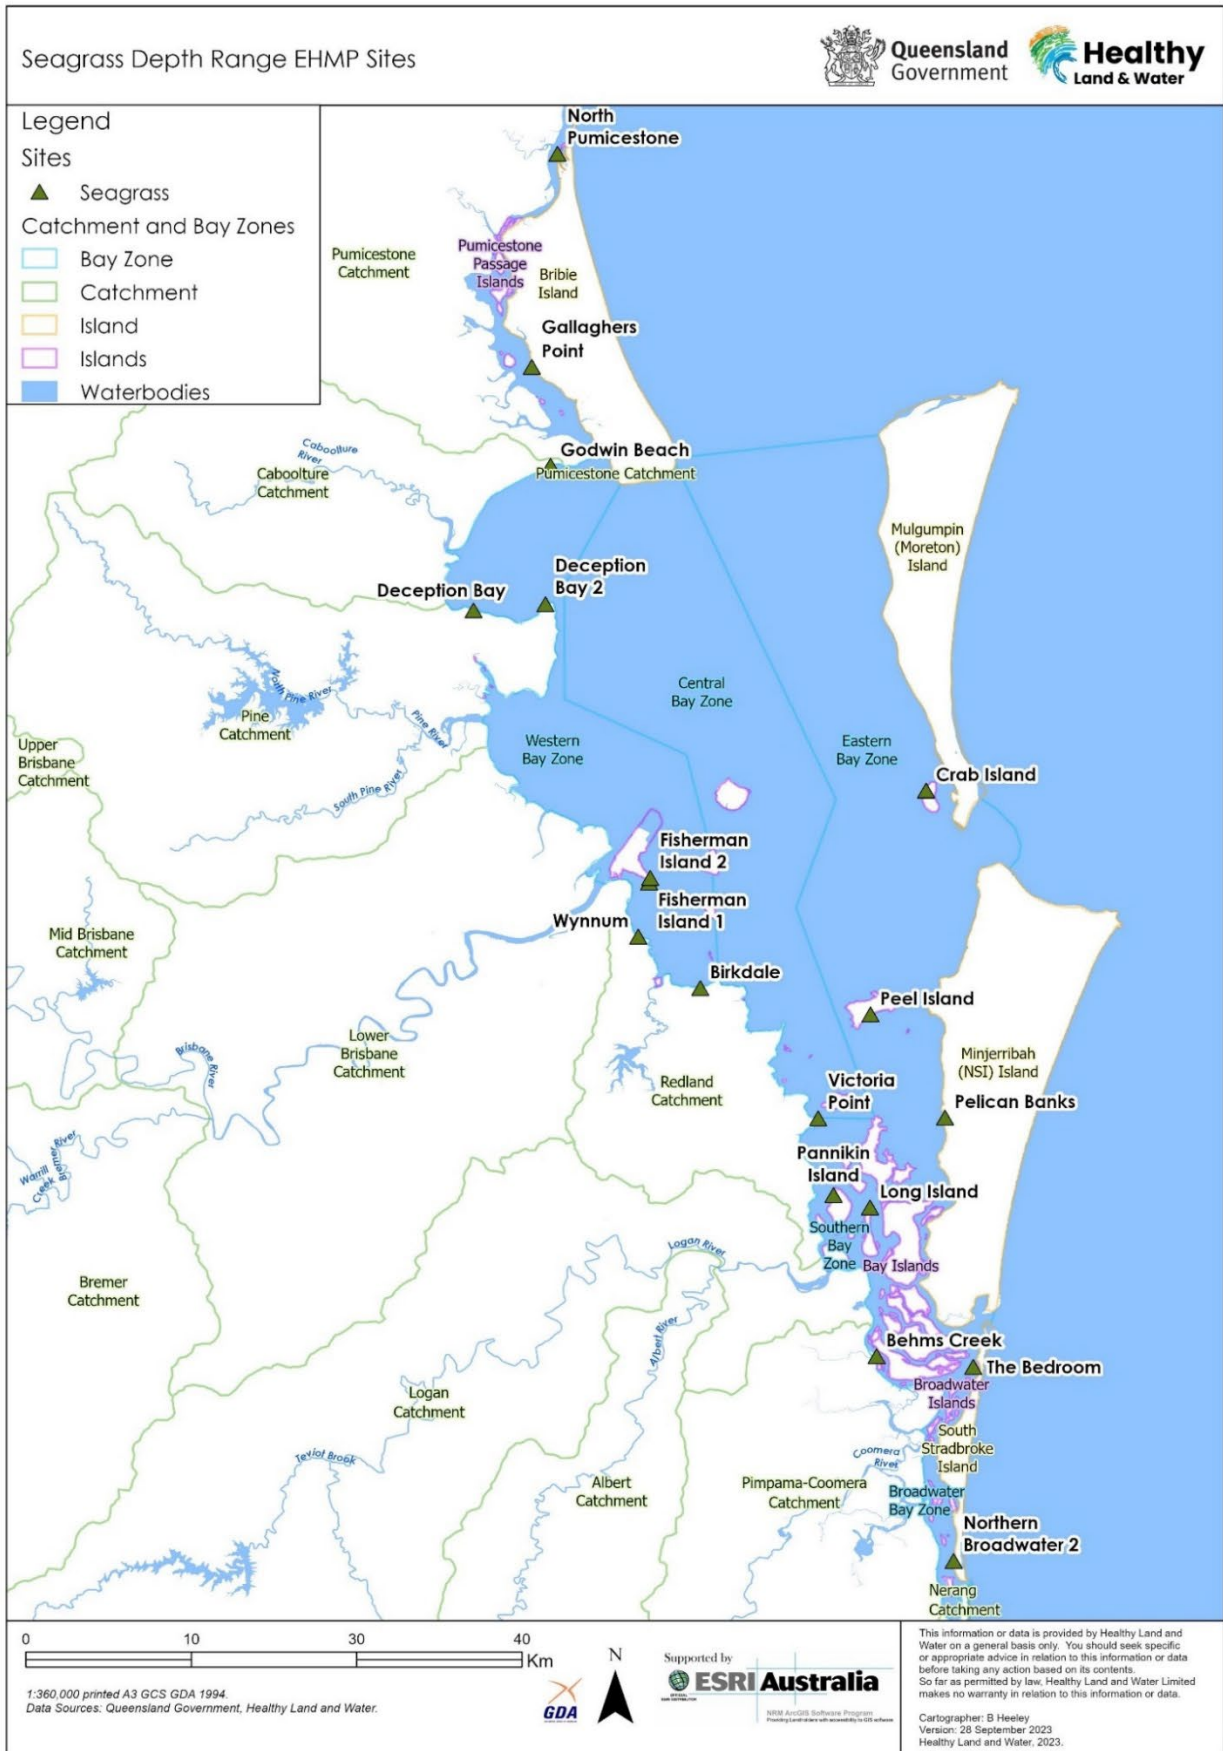 Seagrass Depth Range EHMP Sites
Queensland
Government
Healthy
Land & Water
Legend
Sites
Seagrass
Catchment and Bay Zones
Bay Zone
Catchment
Island
Islands
Waterbodies
North
Pumicestone
Pumicestone
Catchment
Pumicestone
Passage
Islands
Bribie
Island
Gallaghers
Point
Godwin Beach
Pumicestone Catchment
Caboolture
River
Caboolture
Catchment
Mulgumpin
(Moreton)
Island
Deception
Bay 2
Deception Bay
North Pine River
Pine
Catchment
Pine River
South Pine River
Central
Bay Zone
Western
Bay Zone
Eastern
Bay Zone
Upper
Brisbane
Catchment
Crab Island
Fisherman
Island 2
Fisherman
Island 1
Wynnum
Mid Brisbane
Catchment
Birkdale
Peel Island
Lower
Brisbane
Catchment
Brisbane
River
Redland
Catchment
Minjerribah
(NSI) Island
Victoria
Point
Pelican Banks
Warrill
Creek
Bremer River
Pannikin
Island
Long Island
Southern
Bay
Zone
Bay Islands
Logan River
Bremer
Catchment
Albert River
Behms Creek
The Bedroom
Broadwater
Islands
Logan
Catchment
South
Stradbroke
Island
Teviot Brook
Coomera
River
Albert
Catchment
Pimpama-Coomera
Catchment
Broadwater
Bay Zone
Northern
Broadwater 2
Nerang
Catchment
0 10 30 40
Km
1:360,000 printed A3 GCS GDA 1994.
Data Sources: Queensland Government, Healthy Land and Water.
GDA
N
Supported by
ESRI Australia
NRM ArcGIS Software Program
This information or data is provided by Healthy Land and
Water on a general basis only. You should seek specific
or appropriate advice in relation to this information or data
before taking any action based on its contents.
So far as permitted by law, Healthy Land and Water Limited
makes no warranty in relation to this information or data.
Cartographer: B Heeley
Version: 28 September 2023
Healthy Land and Water, 2023.